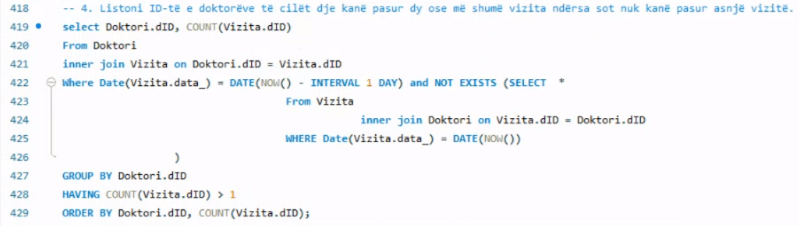 418 -- 4. Listoni ID-të e doktorëve të cilët dje kanë pasur dy ose më shumë vizita ndërsa sot nuk kanë pasur asnjë vizitë.
419 select Doktori.dID, COUNT(Vizita.dID)
420 From Doktori
421 inner join Vizita on Doktori.dID = Vizita.dID
422 Where Date(Vizita.data_) = DATE(NOW() - INTERVAL 1 DAY) and NOT EXISTS (SELECT *
423 From Vizita
424 inner join Doktori on Vizita.dID = Doktori.dID
425 WHERE Date(Vizita.data_) = DATE(NOW())
426 )
427 GROUP BY Doktori.dID
428 HAVING COUNT(Vizita.dID) > 1
429 ORDER BY Doktori.dID, COUNT(Vizita.dID);